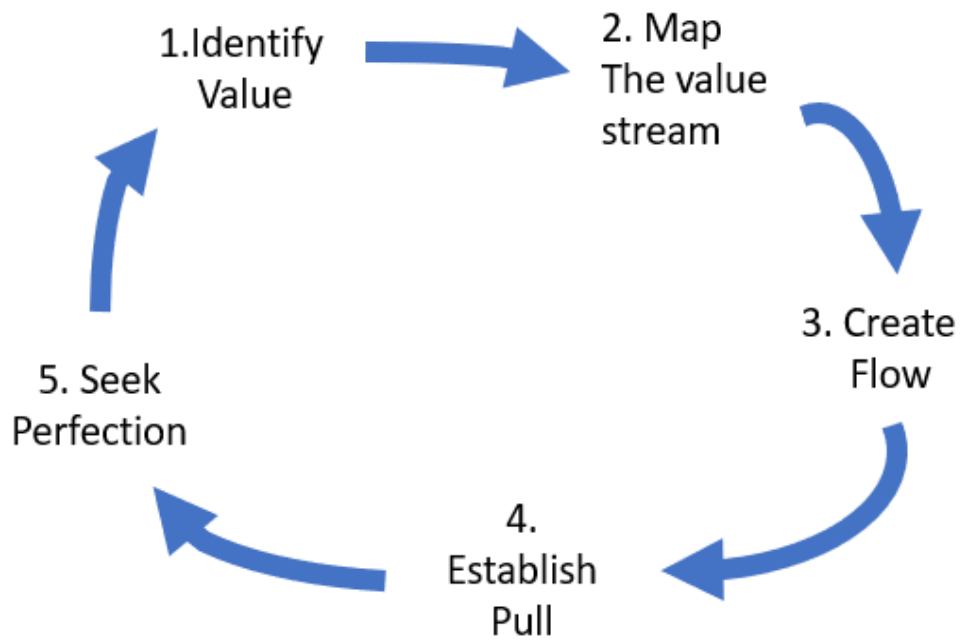 1.Identify
Value
2. Map
The value
stream
3. Create
Flow
4.
Establish
Pull
5. Seek
Perfection